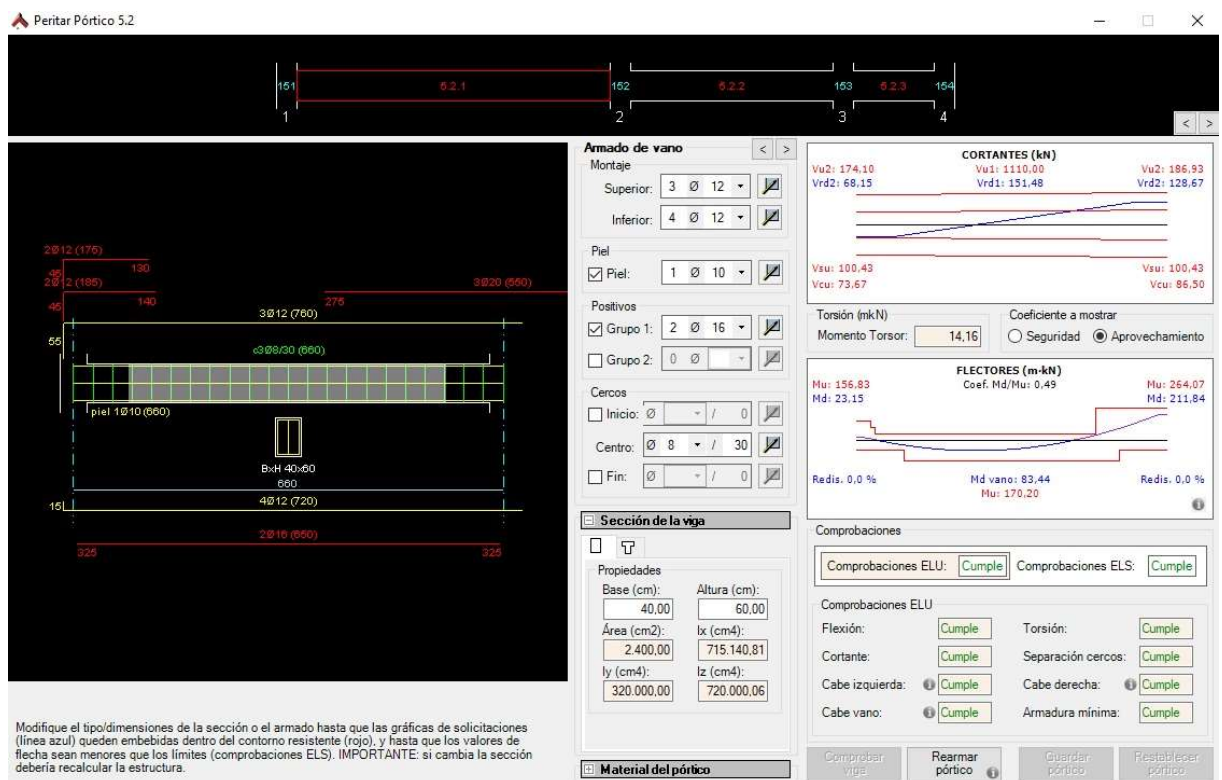 Peritar Pórtico 5.2
151 5.2.1 152 5.2.2 153 5.2.3 154
1 2 3 4
< >
2Ø12 (175)
45 130
2Ø12 (185)
3Ø20 (550)
45 140 275
3Ø12 (760)
55
c3Ø8/30 (660)
piel 1Ø10 (660)
BxH 40x60
660
15 4Ø12 (720)
2Ø16 (650)
325 325
Modifique el tipo/dimensiones de la sección o el armado hasta que las gráficas de solicitaciones
(línea azul) queden embebidas dentro del contorno resistente (rojo), y hasta que los valores de
flecha sean menores que los límites (comprobaciones ELS). IMPORTANTE: si cambia la sección
debería recalcular la estructura.
Armado de vano < >
Montaje
Superior: 3 Ø 12
Inferior: 4 Ø 12
Piel
Piel: 1 Ø 10
Positivos
Grupo 1: 2 Ø 16
Grupo 2: 0 Ø
Cercos
Inicio: Ø / 0
Centro: Ø 8 / 30
Fin: Ø / 0
Sección de la viga
Propiedades
Base (cm): Altura (cm):
40,00 60,00
Área (cm2): Ix (cm4):
2.400,00 715.140,81
Iy (cm4): Iz (cm4):
320.000,00 720.000,06
Material del pórtico
CORTANTES (kN)
Vu2: 174,10 Vu1: 1110,00 Vu2: 186,93
Vrd2: 68,15 Vrd1: 151,48 Vrd2: 128,67
Vsu: 100,43 Vsu: 100,43
Vcu: 73,67 Vcu: 86,50
Torsión (mkN) Coeficiente a mostrar
Momento Torsor: 14,16 Seguridad Aprovechamiento
FLECTORES (m·kN)
Mu: 156,83 Coef. Md/Mu: 0,49 Mu: 264,07
Md: 23,15 Md: 211,84
Redis. 0,0 % Md vano: 83,44 Redis. 0,0 %
Mu: 170,20
Comprobaciones
Comprobaciones ELU: Cumple Comprobaciones ELS: Cumple
Comprobaciones ELU
Flexión: Cumple Torsión: Cumple
Cortante: Cumple Separación cercos: Cumple
Cabe izquierda: Cumple Cabe derecha: Cumple
Cabe vano: Cumple Armadura mínima: Cumple
Comprobar viga Rearmar pórtico Guardar pórtico Restablecer pórtico